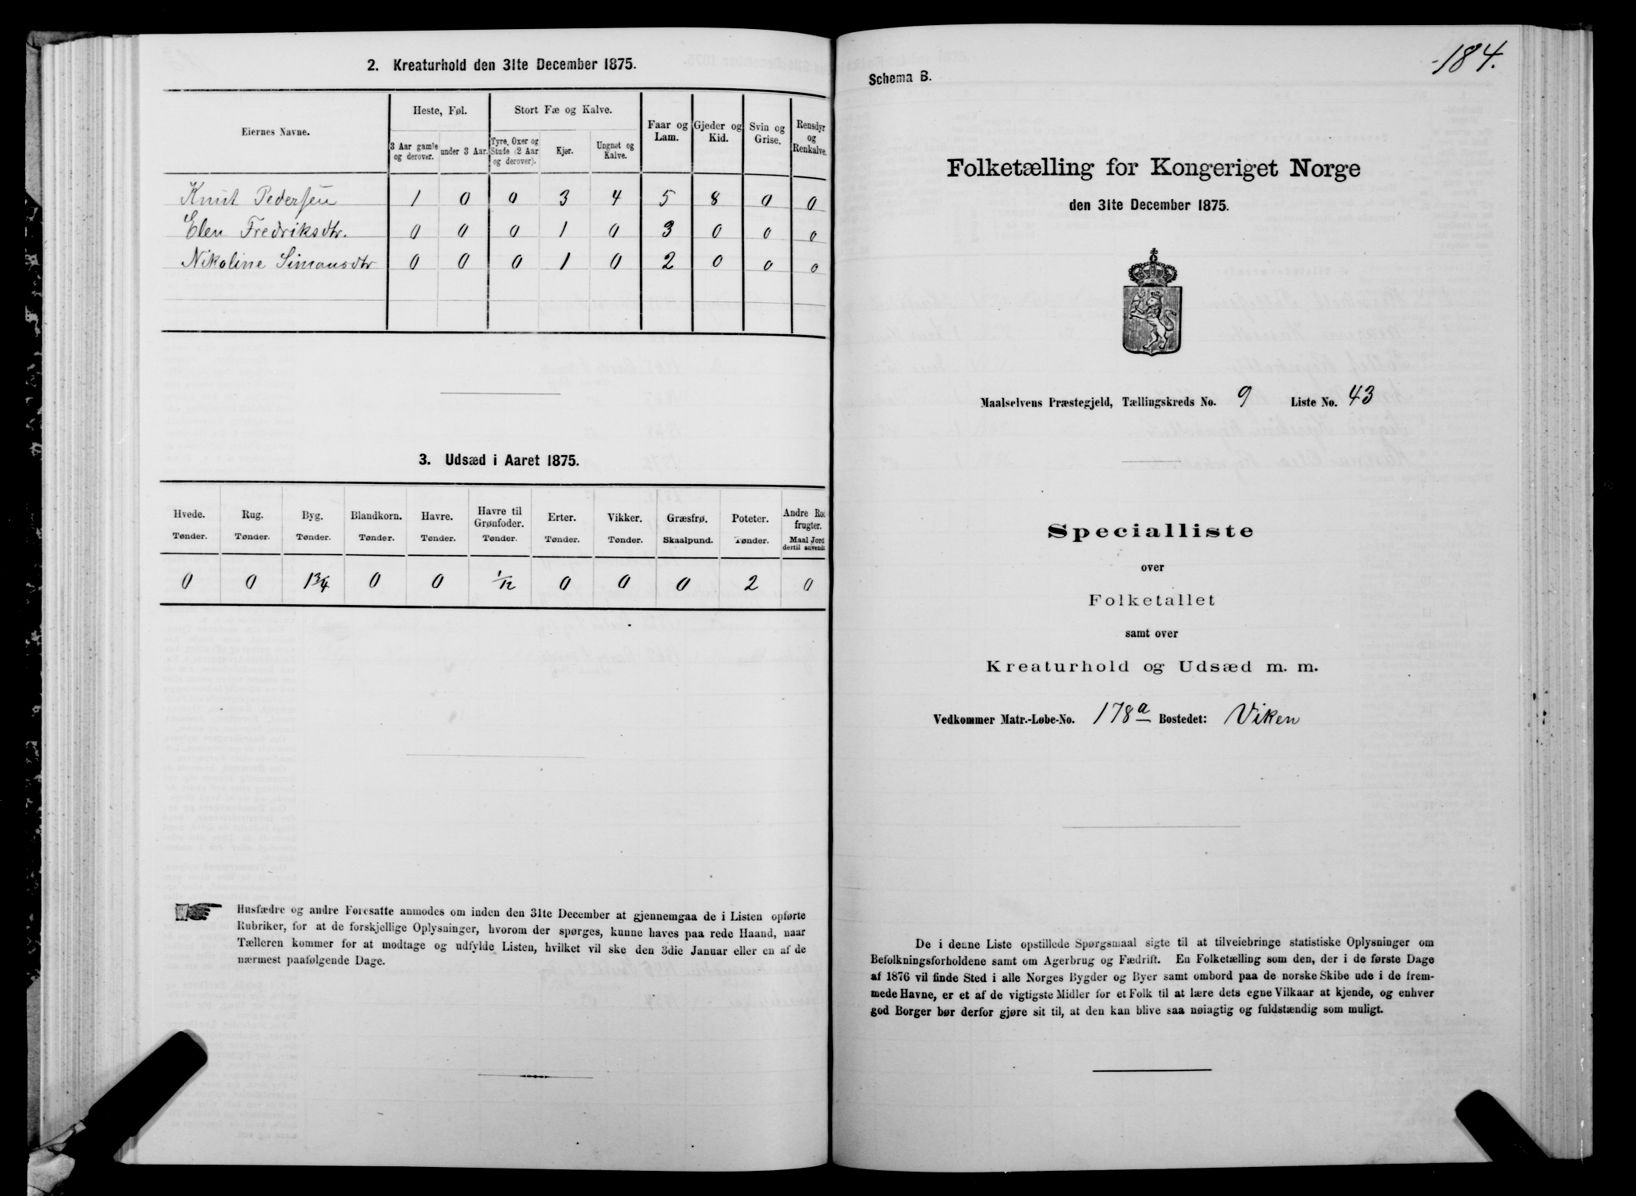 2. Kreaturhold den 31te December 1875.
Eiernes Navne.
Heste, Føl.
Stort Fæ og Kalve.
Faar og Lam.
Gjeder og Kid.
Svin og Grise.
Rensdyr og Renkalve.
3 Aar gamle og derover.
under 3 Aar.
Tyre, Oxer og Stude (2 Aar og derover).
Kjør.
Ungnøt og Kalve.
Knut Pedersen 1 0 0 3 4 5 8 0 0
Elen Fredriksdtr. 0 0 0 1 0 3 0 0 0
Nikoline Simonsdtr 0 0 0 1 0 2 0 0 0
3. Udsæd i Aaret 1875.
Hvede. Rug. Byg. Blandkorn. Havre. Havre til Grønfoder. Erter. Vikker. Græsfrø. Poteter. Andre Rodfrugter.
Tønder. Tønder. Tønder. Tønder. Tønder. Tønder. Tønder. Tønder. Skaalpund. Tønder. Maal Jord dertil anvendt
0 0 1¾ 0 0 1/12 0 0 0 2 0
Husfædre og andre Foresatte anmodes om inden den 31te December at gjennemgaa de i Listen opførte
Rubriker, for at de forskjellige Oplysninger, hvorom der spørges, kunne haves paa rede Haand, naar
Tælleren kommer for at modtage og udfylde Listen, hvilket vil ske den 3die Januar eller en af de
nærmest paafølgende Dage.
184.
Schema B.
Folketælling for Kongeriget Norge
den 31te December 1875.
Maalselvens Præstegjeld, Tællingskreds No. 9 Liste No. 43
Specialliste
over
Folketallet
samt over
Kreaturhold og Udsæd m. m.
Vedkommer Matr.-Løbe-No. 178a Bostedet: Viken
De i denne Liste opstillede Spørgsmaal sigte til at tilveiebringe statistiske Oplysninger om
Befolkningsforholdene samt om Agerbrug og Fædrift. En Folketælling som den, der i de første Dage
af 1876 vil finde Sted i alle Norges Bygder og Byer samt ombord paa de norske Skibe ude i de frem-
mede Havne, er et af de vigtigste Midler for et Folk til at lære dets egne Vilkaar at kjende, og enhver
god Borger bør derfor gjøre sit til, at den kan blive saa nøiagtig og fuldstændig som muligt.